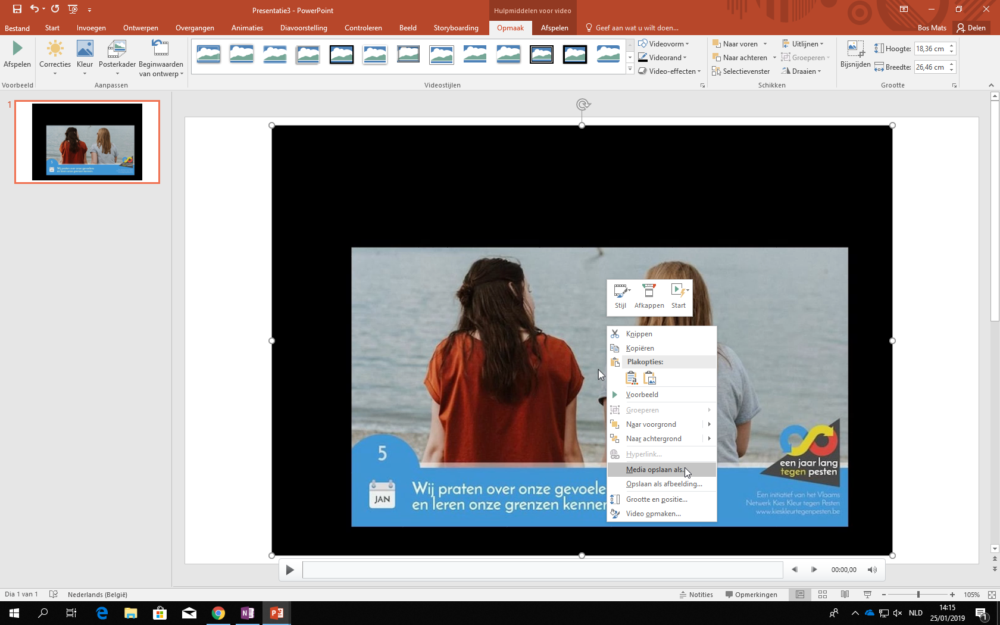 Presentatie3 - PowerPoint
Hulpmiddelen voor video
Bestand
Start
Invoegen
Ontwerpen
Overgangen
Animaties
Diavoorstelling
Controleren
Beeld
Storyboarding
Opmaak
Afspelen
Geef aan wat u wilt doen...
Bos Mats
Delen
Afspelen
Correcties
Kleur
Posterkader
Beginwaarden
van ontwerp
Videovorm
Videorand
Video-effecten
Naar voren
Naar achteren
Selectievenster
Uitlijnen
Groeperen
Draaien
Bijsnijden
Hoogte: 18,36 cm
Breedte: 26,46 cm
Voorbeeld
Aanpassen
Videostijlen
Schikken
Grootte
1
5
Wij praten over onze gevoelens
en leren onze grenzen kennen
Stijl
Afkappen
Start
Knippen
Kopiëren
Plakopties:
a
Voorbeeld
Groeperen
Naar voorgrond
Naar achtergrond
Hyperlink...
Media opslaan als...
Opslaan als afbeelding...
Grootte en positie...
Video opmaken...
5
JAN
Wij praten over onze gevoele
en leren onze grenzen kenner
een jaar lang
tegen pesten
Een initiatief van het Vlaams
Netwerk Kies Kleur tegen Pesten
www.kieskleurtegenpesten.be
00:00,00
Dia 1 van 1
Nederlands (België)
Notities
Opmerkingen
105%
NLD
14:15
25/01/2019
1